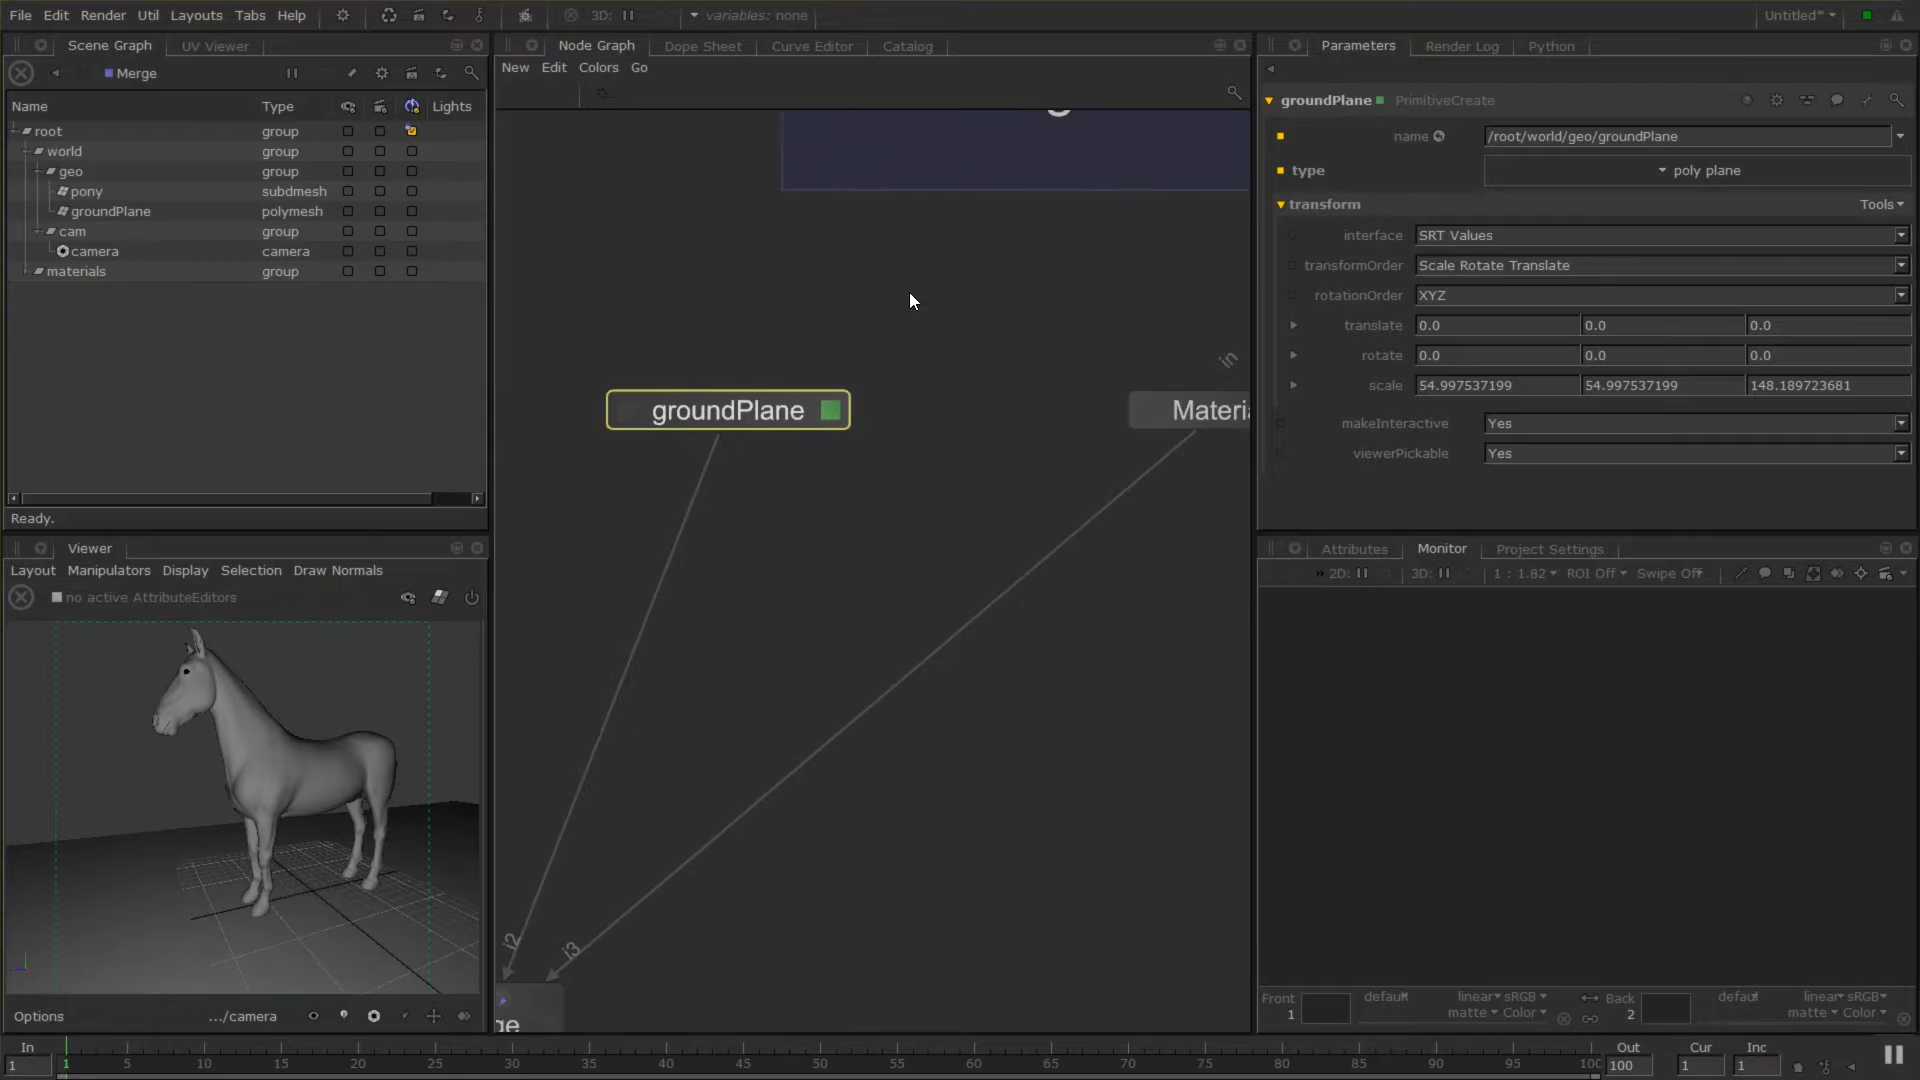 File Edit Render Util Layouts Tabs Help 3D: variables: none Untitled*
Scene Graph UV Viewer
Merge
Name Type Lights
root group
world group
geo group
pony subdmesh
groundPlane polymesh
cam group
camera camera
materials group
Ready.
Viewer
Layout Manipulators Display Selection Draw Normals
no active AttributeEditors
Options .../camera
Node Graph Dope Sheet Curve Editor Catalog
New Edit Colors Go
in
groundPlane
Materia
i2
i3
ge
Parameters Render Log Python
groundPlane PrimitiveCreate
name /root/world/geo/groundPlane
type poly plane
transform Tools
interface SRT Values
transformOrder Scale Rotate Translate
rotationOrder XYZ
translate 0.0 0.0 0.0
rotate 0.0 0.0 0.0
scale 54.997537199 54.997537199 148.189723681
makeInteractive Yes
viewerPickable Yes
Attributes Monitor Project Settings
» 2D: 3D: 1 : 1.82 ROI Off Swipe Off
Front default linear sRGB Back default linear sRGB
1 matte Color 2 matte Color
In Out Cur Inc
1 1 5 10 15 20 25 30 35 40 45 50 55 60 65 70 75 80 85 90 95 100 100 1 1